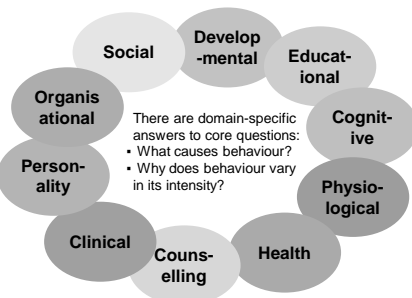 Social
Develop
-mental
Educat-
ional
Cognit-
ive
Physio-
logical
Health
Couns-
elling
Clinical
Person-
ality
Organis
ational
There are domain-specific
answers to core questions:
▪ What causes behaviour?
▪ Why does behaviour vary
in its intensity?